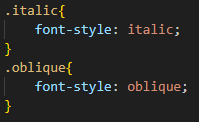 .italic{
    font-style: italic;
}
.oblique{
    font-style: oblique;
}